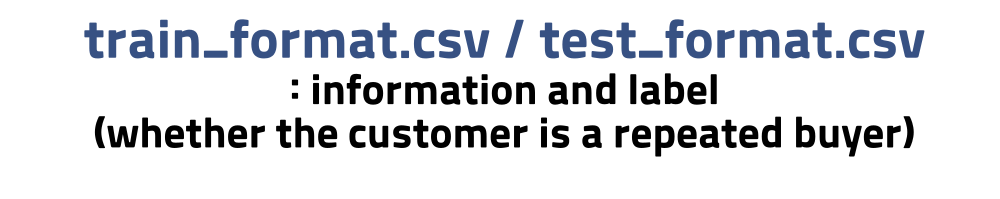 train_format.csv / test_format.csv
: information and label
(whether the customer is a repeated buyer)